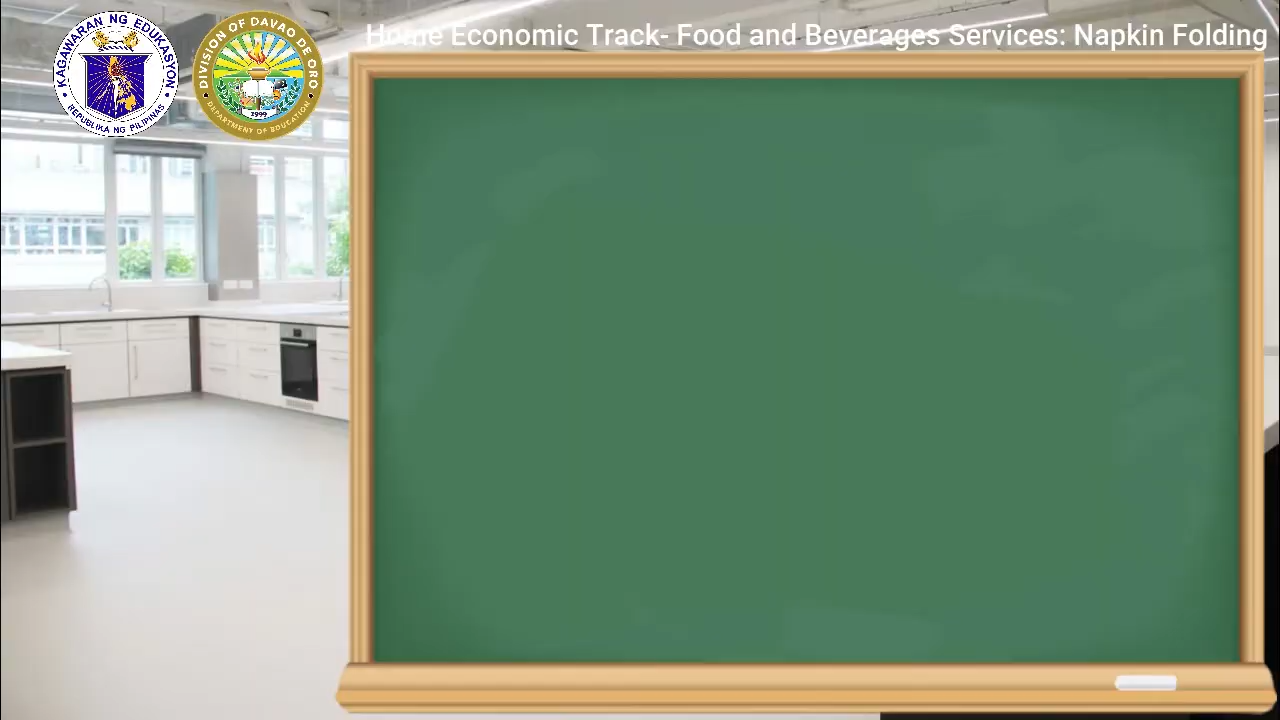 Home Economic Track- Food and Beverages Services: Napkin Folding
KAGAWARAN NG EDUKASYON
REPUBLIKA NG PILIPINAS
DIVISION OF DAVAO DE ORO
1999
DEPARTMENT OF EDUCATION